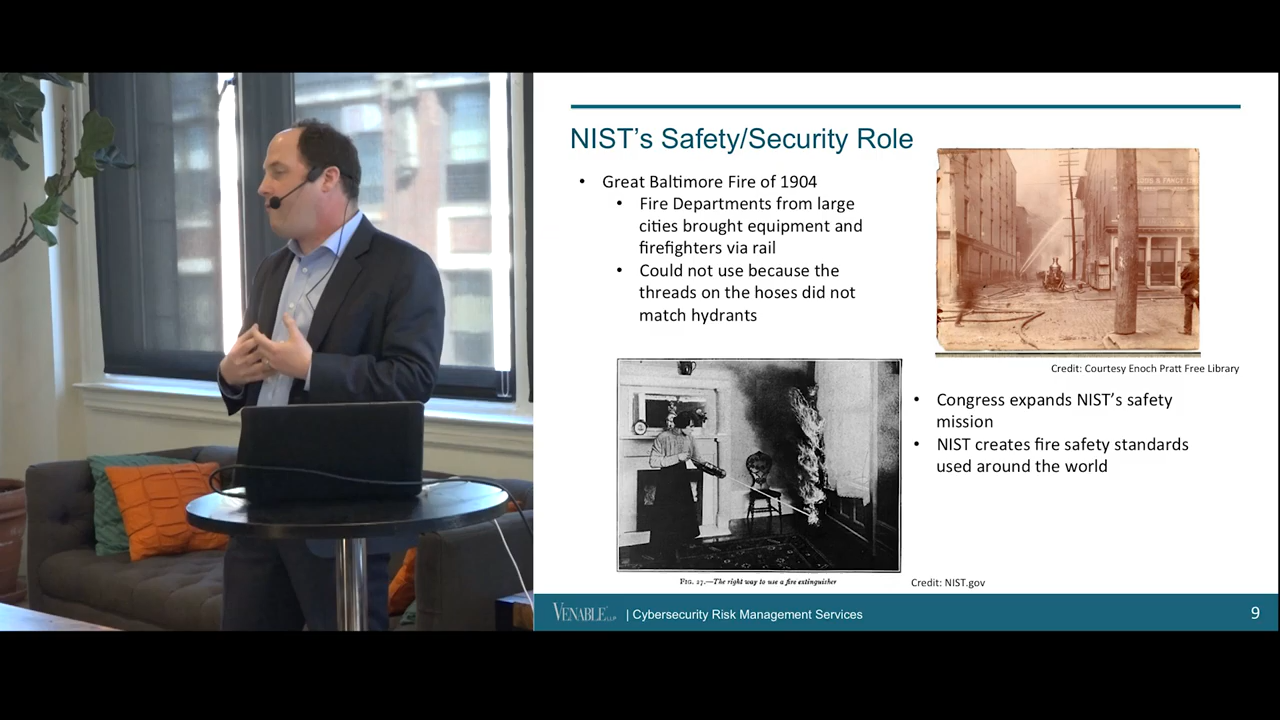 NIST’s Safety/Security Role
• Great Baltimore Fire of 1904
• Fire Departments from large
cities brought equipment and
firefighters via rail
• Could not use because the
threads on the hoses did not
match hydrants
Credit: Courtesy Enoch Pratt Free Library
• Congress expands NIST’s safety
mission
• NIST creates fire safety standards
used around the world
FIG. 27.—The right way to use a fire extinguisher
Credit: NIST.gov
VENABLE LLP | Cybersecurity Risk Management Services
9